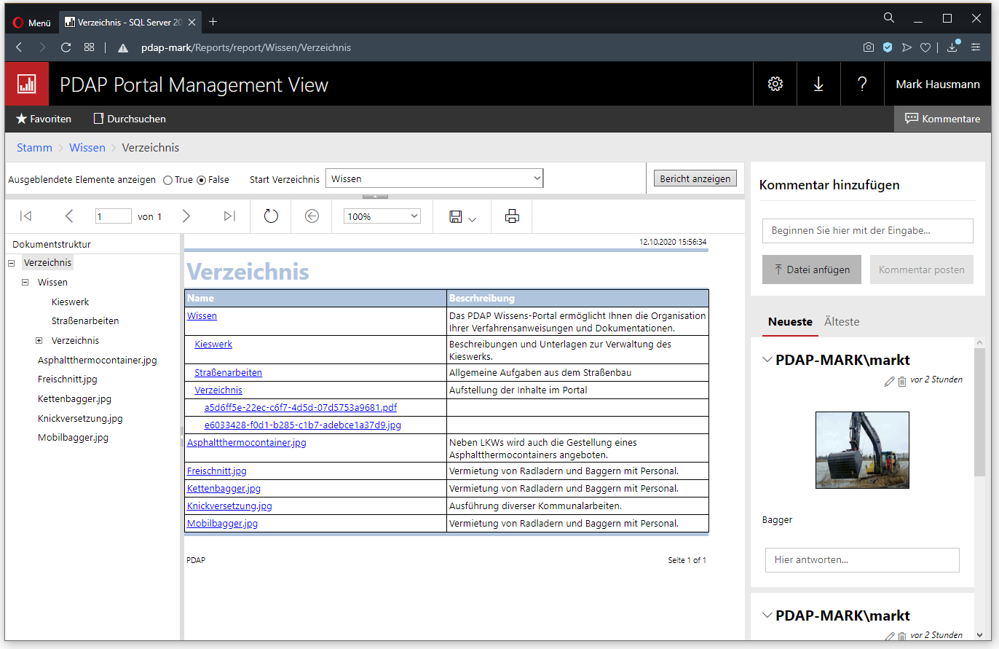 Menü
Verzeichnis - SQL Server 20
pdap-mark/Reports/report/Wissen/Verzeichnis
PDAP Portal Management View
?
Mark Hausmann
Favoriten
Durchsuchen
Kommentare
Stamm > Wissen > Verzeichnis
Ausgeblendete Elemente anzeigen True False Start Verzeichnis Wissen
Bericht anzeigen
1 von 1
100%
Dokumentstruktur
Verzeichnis
Wissen
Kieswerk
Straßenarbeiten
Verzeichnis
Asphaltthermocontainer.jpg
Freischnitt.jpg
Kettenbagger.jpg
Knickversetzung.jpg
Mobilbagger.jpg
12.10.2020 15:56:34
Verzeichnis
Name Bescrhreibung
Wissen Das PDAP Wissens-Portal ermöglicht Ihnen die Organisation
Ihrer Verfahrensanweisungen und Dokumentationen.
Kieswerk Beschreibungen und Unterlagen zur Verwaltung des
Kieswerks.
Straßenarbeiten Allgemeine Aufgaben aus dem Straßenbau
Verzeichnis Aufstellung der Inhalte im Portal
a5d6ff5e-22ec-c6f7-4d5d-07d5753a9681.pdf
e6033428-f0d1-b285-c1b7-adebce1a37d9.jpg
Asphaltthermocontainer.jpg Neben LKWs wird auch die Gestellung eines
Asphaltthermocontainers angeboten.
Freischnitt.jpg Vermietung von Radladern und Baggern mit Personal.
Kettenbagger.jpg Vermietung von Radladern und Baggern mit Personal.
Knickversetzung.jpg Ausführung diverser Kommunalarbeiten.
Mobilbagger.jpg Vermietung von Radladern und Baggern mit Personal.
PDAP Seite 1 of 1
Kommentar hinzufügen
Beginnen Sie hier mit der Eingabe...
Datei anfügen
Kommentar posten
Neueste Älteste
PDAP-MARK\markt
vor 2 Stunden
Bagger
Hier antworten...
PDAP-MARK\markt
vor 2 Stunden